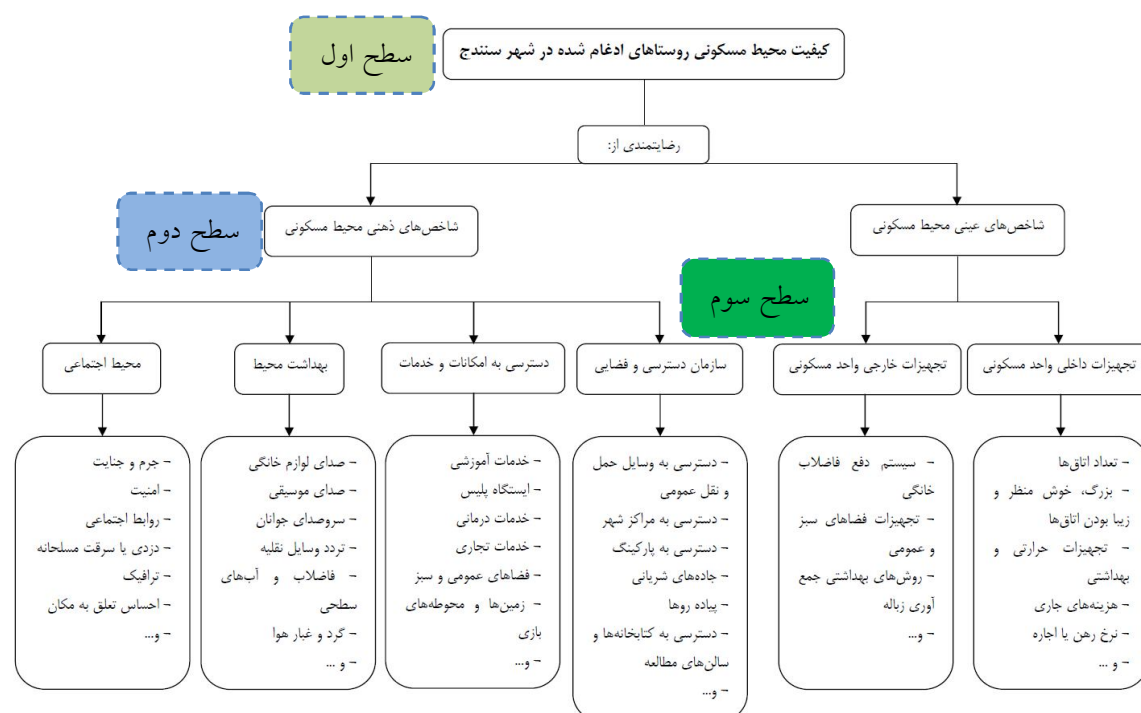 سطح اول
کیفیت محیط مسکونی روستاهای ادغام شده در شهر سنندج
رضایتمندی از:
سطح دوم
شاخص‌های عینی محیط مسکونی
شاخص‌های ذهنی محیط مسکونی
سطح سوم
تجهیزات داخلی واحد مسکونی
تجهیزات خارجی واحد مسکونی
سازمان دسترسی و فضایی
دسترسی به امکانات و خدمات
بهداشت محیط
محیط اجتماعی
- تعداد اتاق‌ها
- بزرگ، خوش منظر و
زیبا بودن اتاق‌ها
- تجهیزات حرارتی و
بهداشتی
- هزینه‌های جاری
- نرخ رهن یا اجاره
- و ...
- سیستم دفع فاضلاب
خانگی
- تجهیزات فضاهای سبز
و عمومی
- روش‌های بهداشتی جمع
آوری زباله
- و...
- دسترسی به وسایل حمل
و نقل عمومی
- دسترسی به مراکز شهر
- دسترسی به پارکینگ
- جاده‌های شریانی
- پیاده روها
- دسترسی به کتابخانه‌ها و
سالن‌های مطالعه
- و...
- خدمات آموزشی
- ایستگاه پلیس
- خدمات درمانی
- خدمات تجاری
- فضاهای عمومی و سبز
- زمین‌ها و محوطه‌های
بازی
- و...
- صدای لوازم خانگی
- صدای موسیقی
- سروصدای جوانان
- تردد وسایل نقلیه
- فاضلاب و آب‌های
سطحی
- گرد و غبار هوا
- و ...
- جرم و جنایت
- امنیت
- روابط اجتماعی
- دزدی یا سرقت مسلحانه
- ترافیک
- احساس تعلق به مکان
- و...